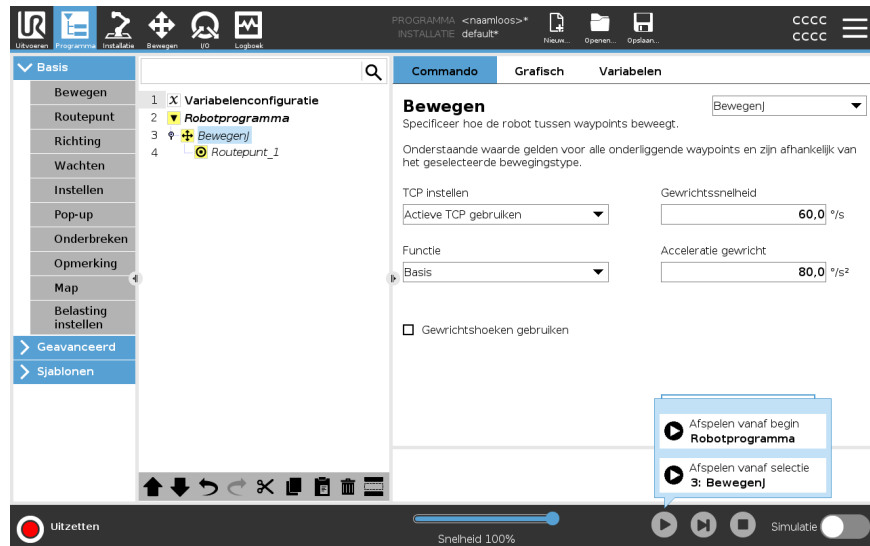 PROGRAMMA <naamloos>*
INSTALLATIE default*
UR
Uitvoeren Programma Installatie Bewegen I/O Logboek
Nieuw... Openen... Opslaan...
cccc
cccc
Basis
Bewegen
Routepunt
Richting
Wachten
Instellen
Pop-up
Onderbreken
Opmerking
Map
Belasting
instellen
Geavanceerd
Sjablonen
1 X Variabelenconfiguratie
2 Robotprogramma
3 BewegenJ
4 Routepunt_1
Commando Grafisch Variabelen
Bewegen
BewegenJ
Specificeer hoe de robot tussen waypoints beweegt.
Onderstaande waarde gelden voor alle onderliggende waypoints en zijn afhankelijk van
het geselecteerde bewegingstype.
TCP instellen
Gewrichtssnelheid
Actieve TCP gebruiken
60,0 °/s
Functie
Acceleratie gewricht
Basis
80,0 °/s²
Gewrichtshoeken gebruiken
Afspelen vanaf begin
Robotprogramma
Afspelen vanaf selectie
3: BewegenJ
Uitzetten
Snelheid 100%
Simulatie